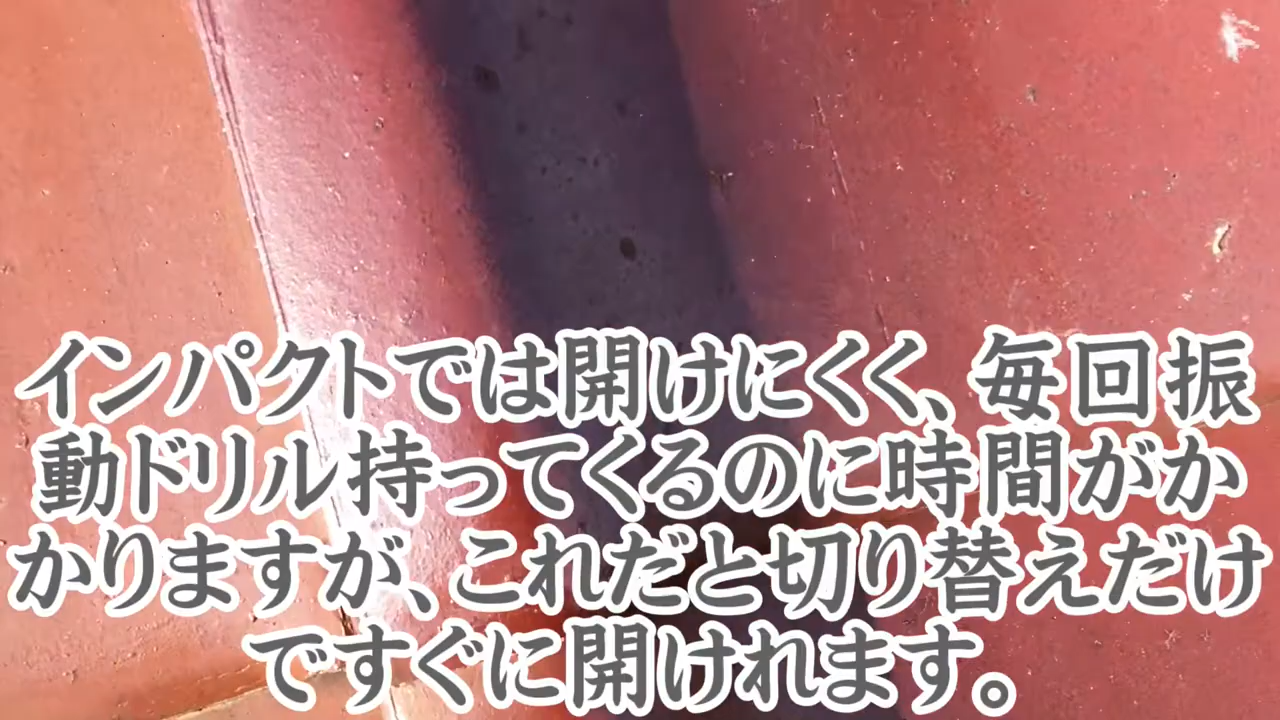 インパクトでは開けにくく、毎回振
動ドリル持ってくるのに時間がか
かりますが、これだと切り替えだけ
ですぐに開けれます。